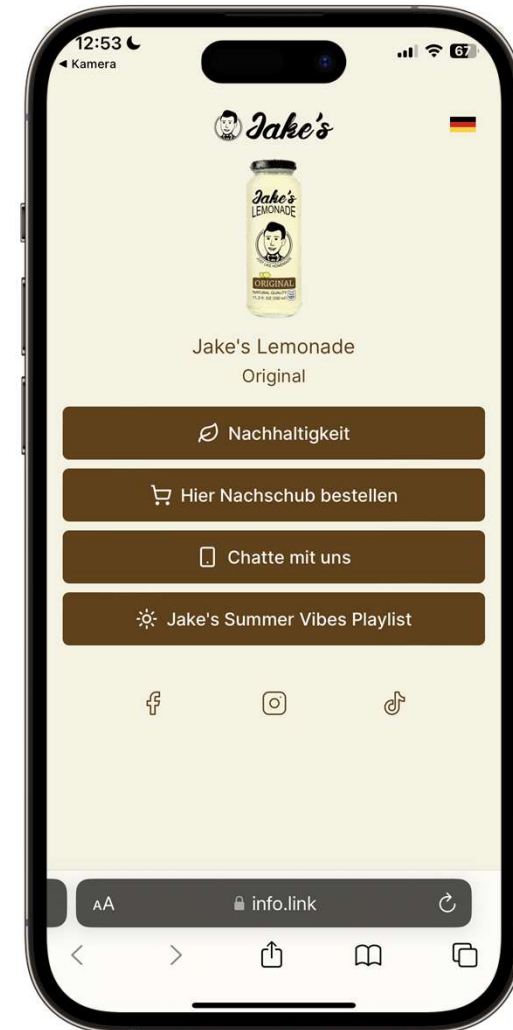 12:53
◀ Kamera
67
Jake's
Jake's
LEMONADE
ORIGINAL
Jake's Lemonade
Original
Nachhaltigkeit
Hier Nachschub bestellen
Chatte mit uns
Jake's Summer Vibes Playlist
AA
info.link